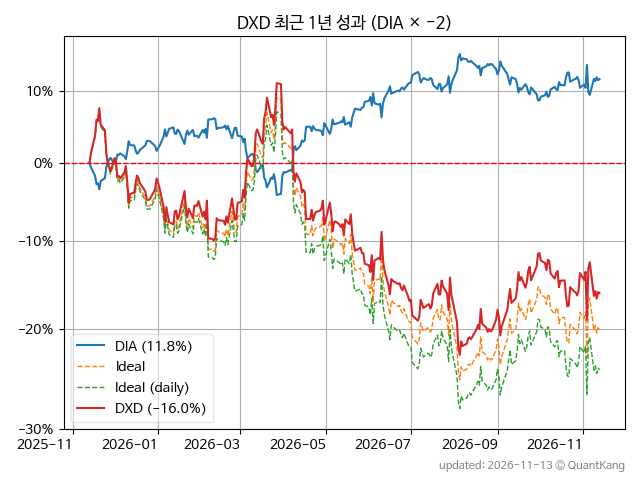 DXD 최근 1년 성과 (DIA × −2)
10%
0%
−10%
−20%
−30%
DIA (11.8%)
Ideal
Ideal (daily)
DXD (−16.0%)
2025-11
2026-01
2026-03
2026-05
2026-07
2026-09
2026-11
updated: 2026-11-13 © QuantKang